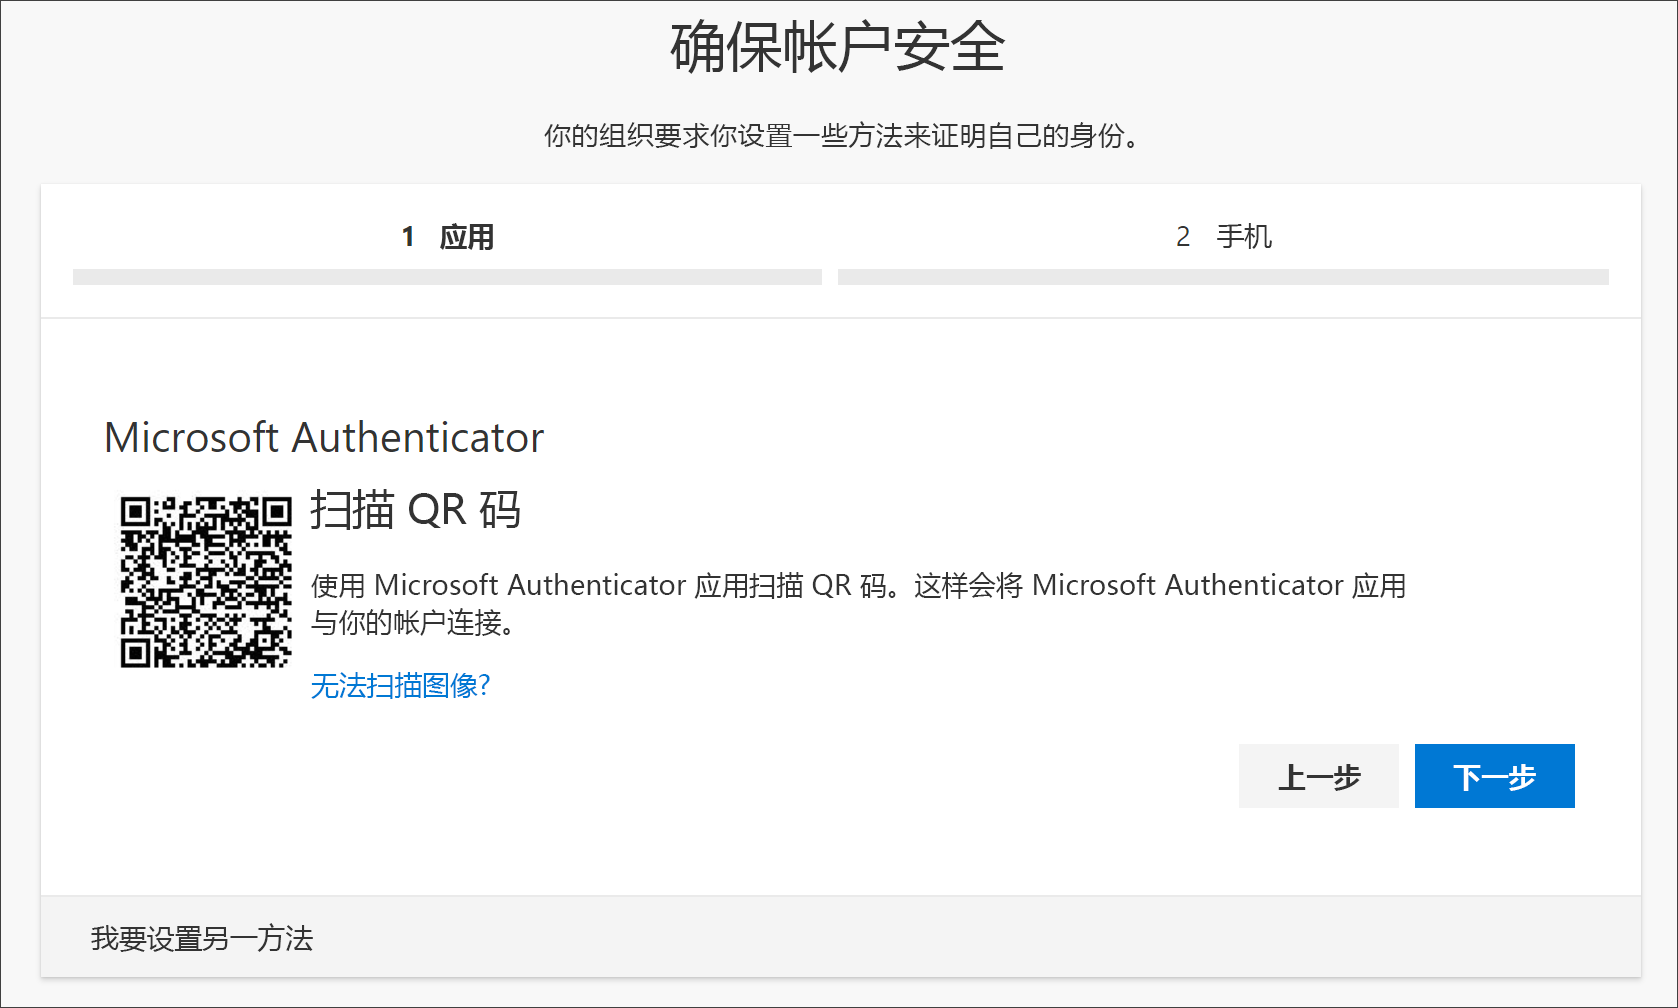 确保帐户安全
你的组织要求你设置一些方法来证明自己的身份。
1 应用
2 手机
Microsoft Authenticator
扫描 QR 码
使用 Microsoft Authenticator 应用扫描 QR 码。这样会将 Microsoft Authenticator 应用
与你的帐户连接。
无法扫描图像?
上一步
下一步
我要设置另一方法